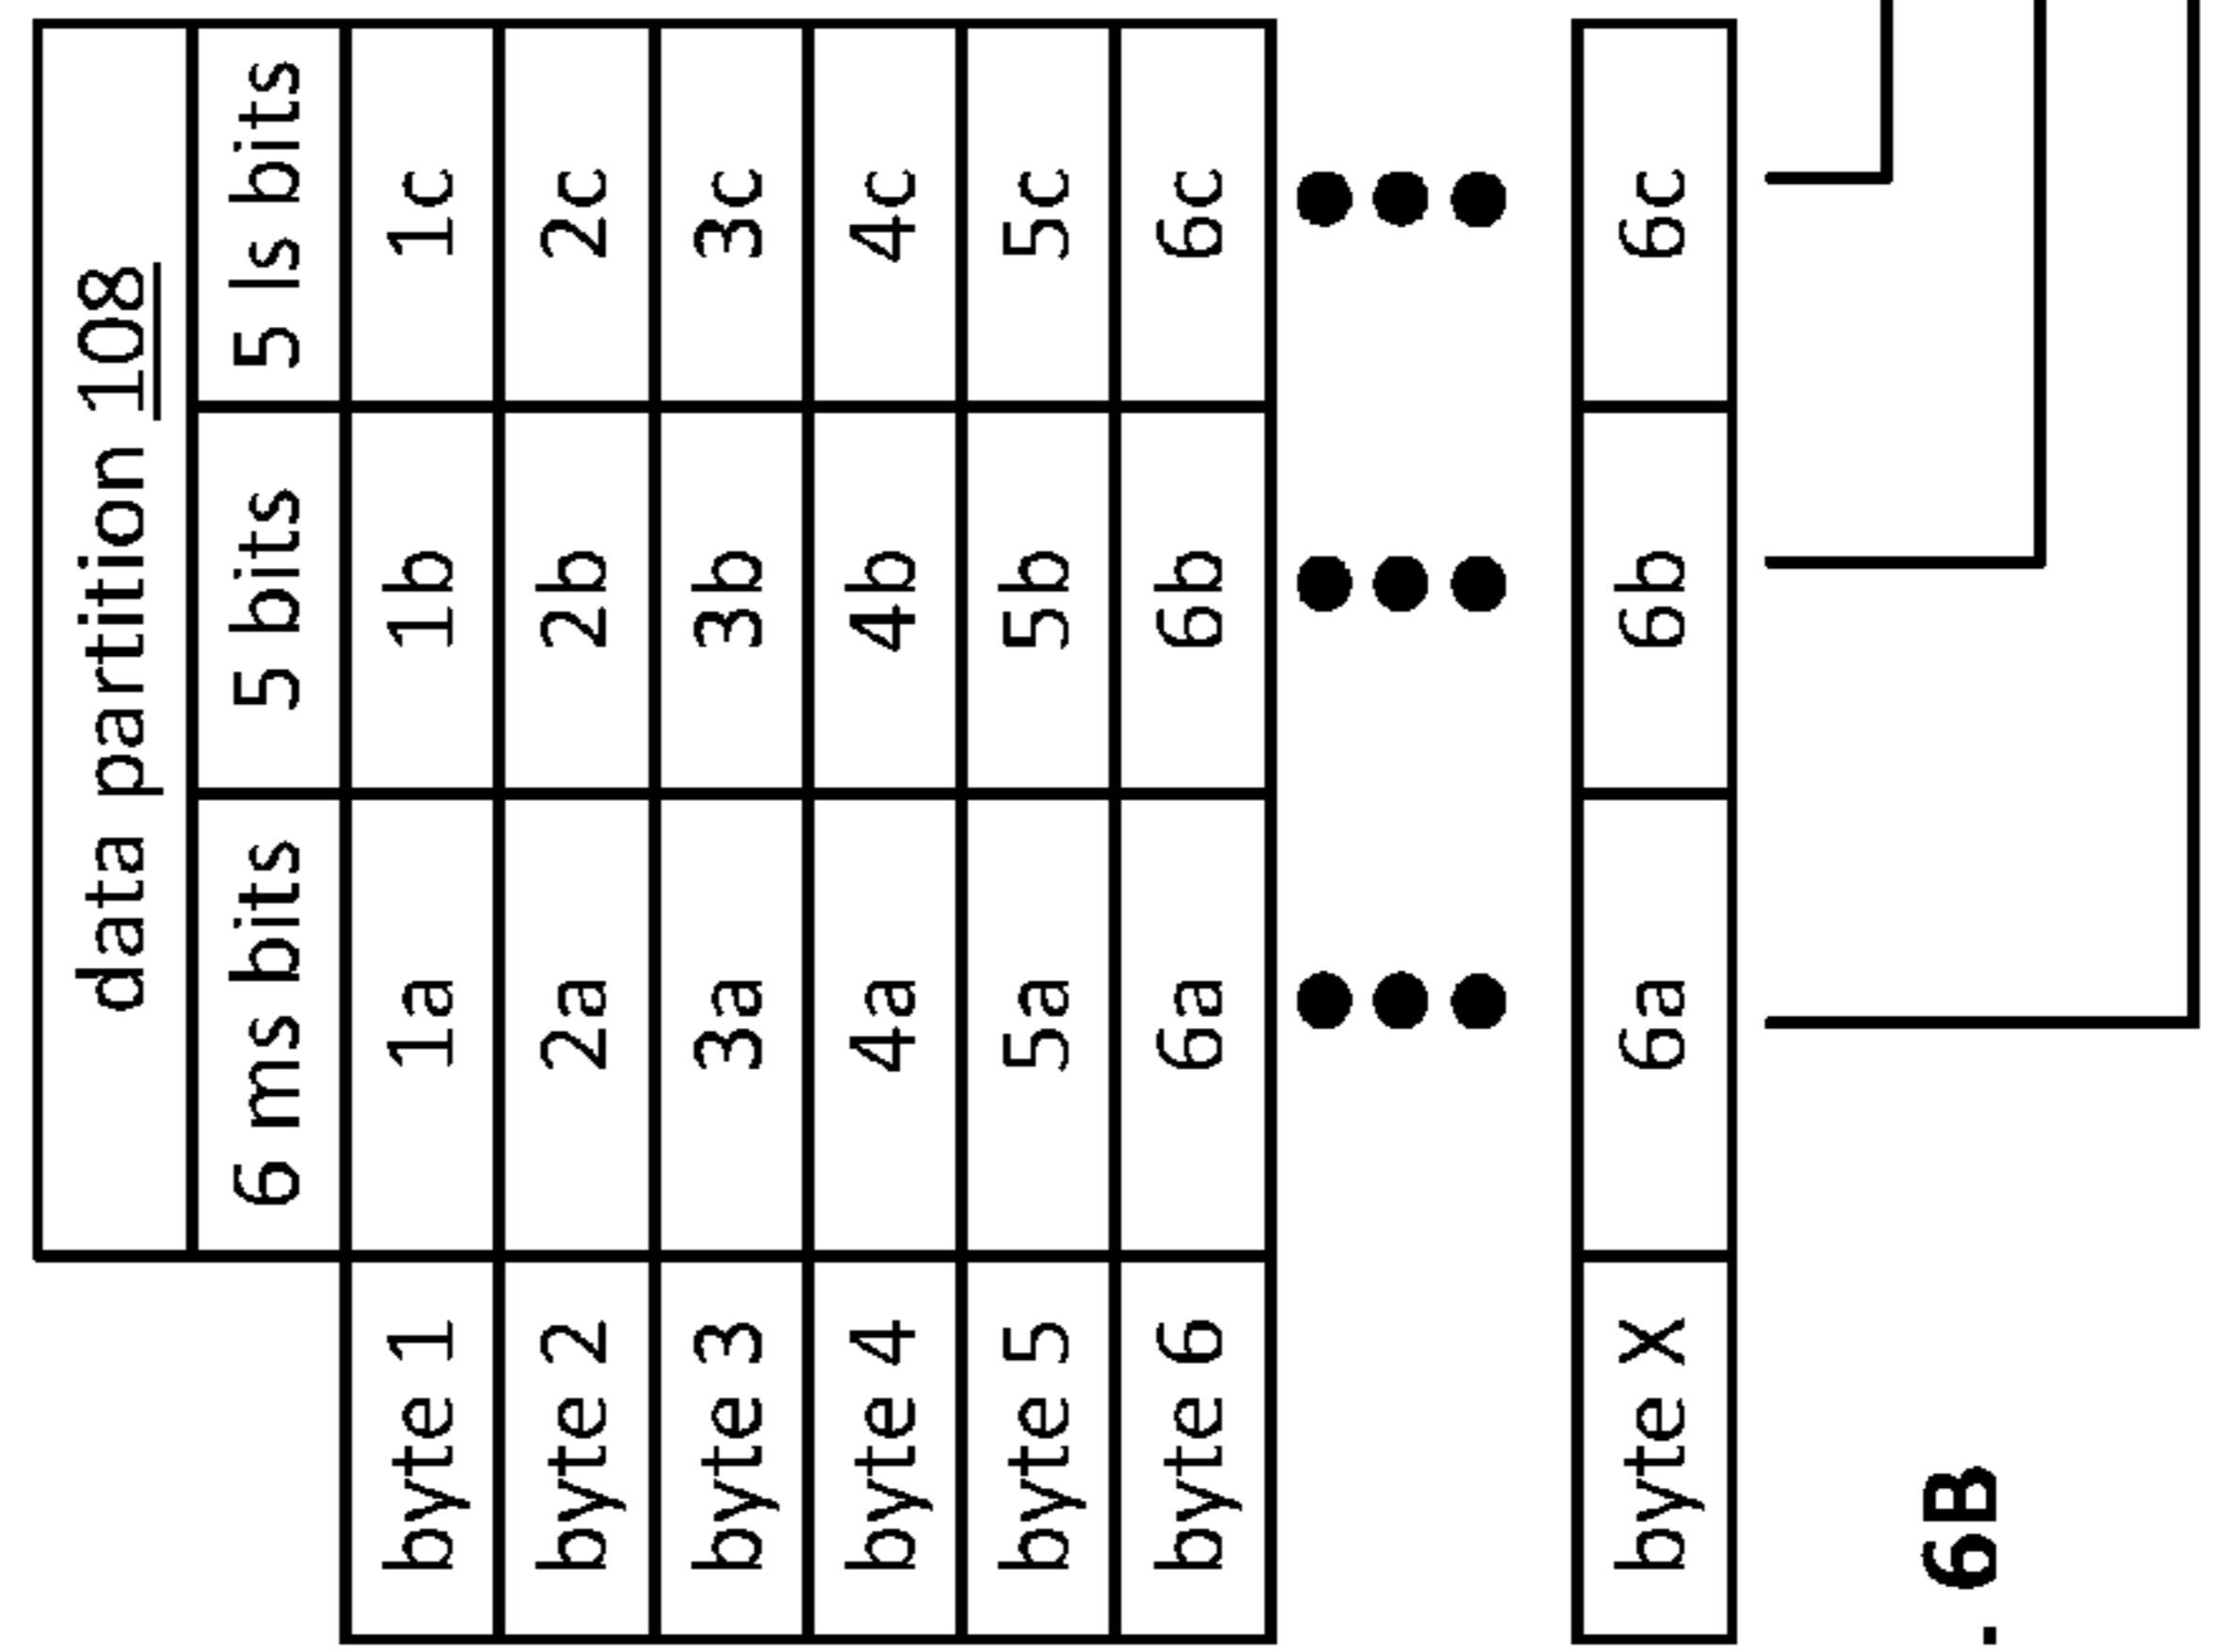 data partition 108
6 ms bits 5 bits 5 ls bits
byte 1 1a 1b 1c
byte 2 2a 2b 2c
byte 3 3a 3b 3c
byte 4 4a 4b 4c
byte 5 5a 5b 5c
byte 6 6a 6b 6c
byte X 6a 6b 6c
. 6B